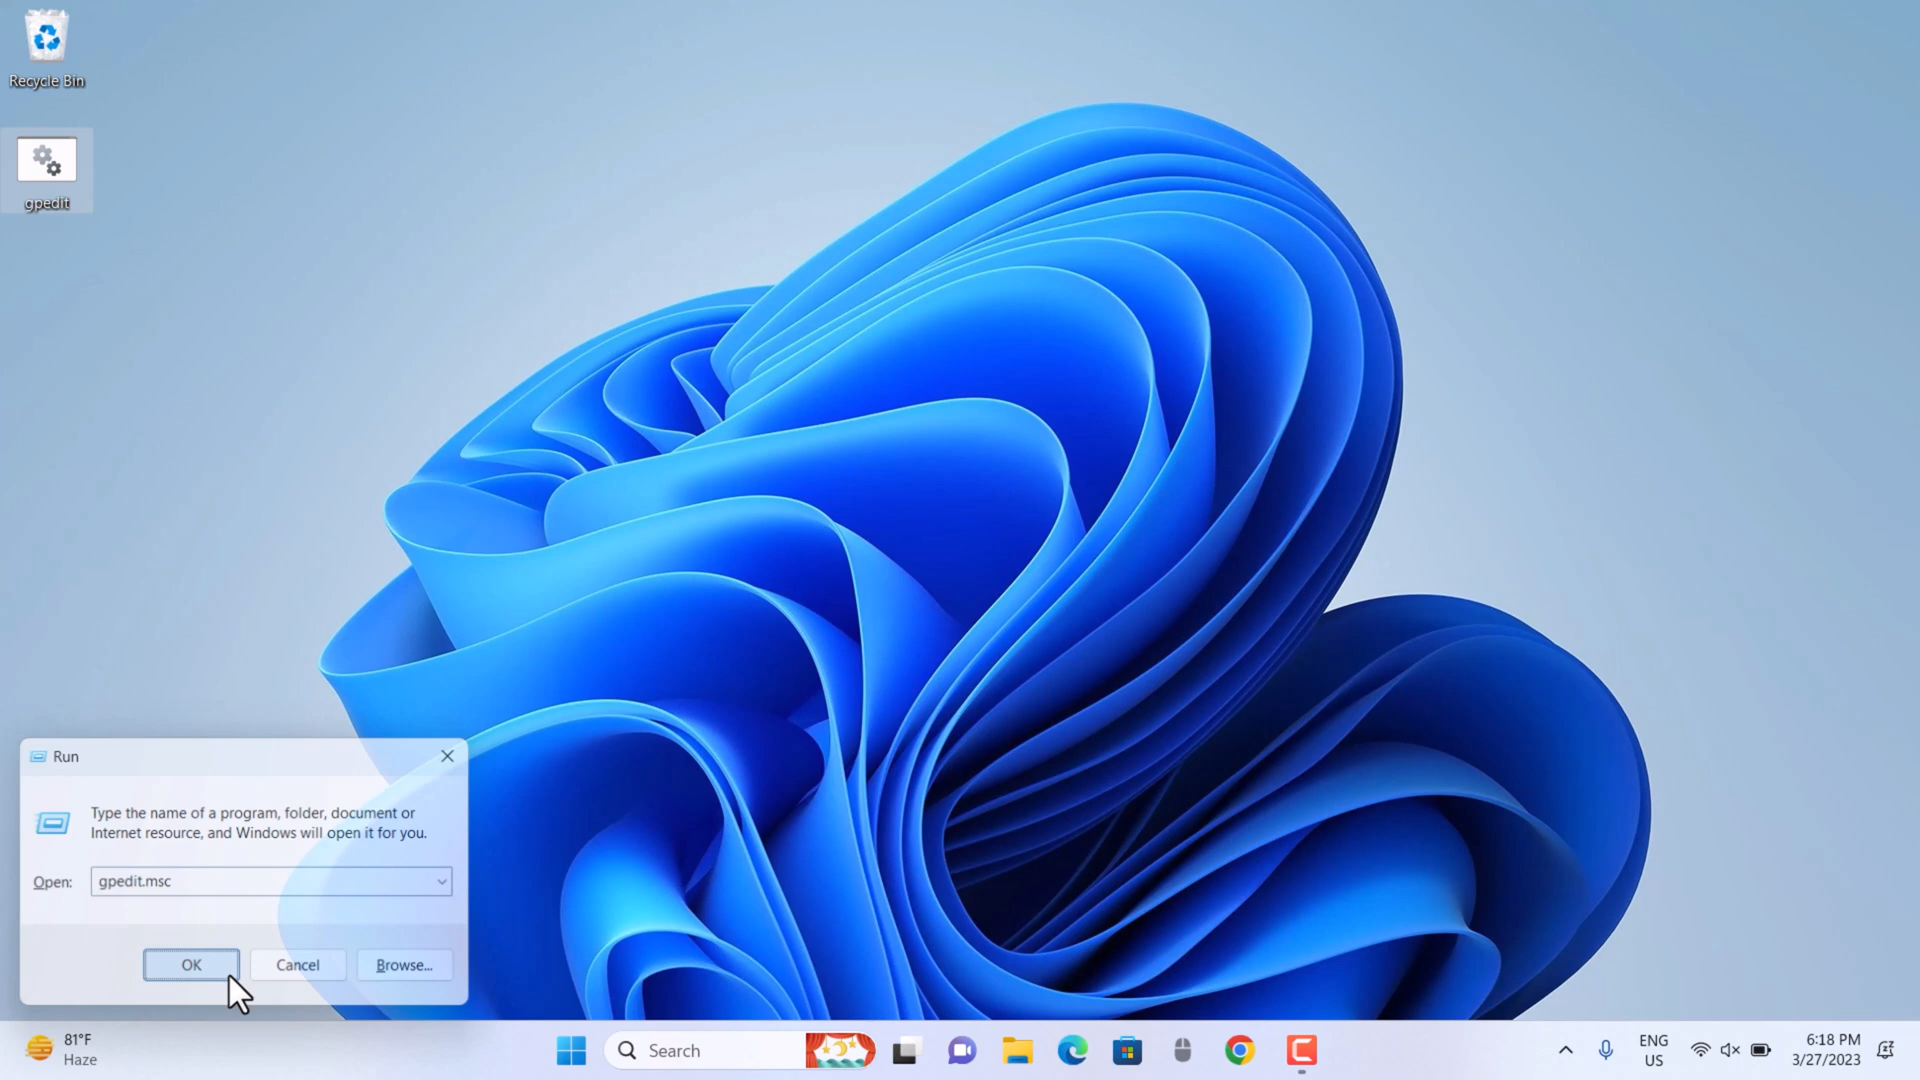 Recycle Bin
gpedit
Run
Type the name of a program, folder, document or
Internet resource, and Windows will open it for you.
Open:
gpedit.msc
OK
Cancel
Browse...
81°F
Haze
Search
ENG
US
6:18 PM
3/27/2023